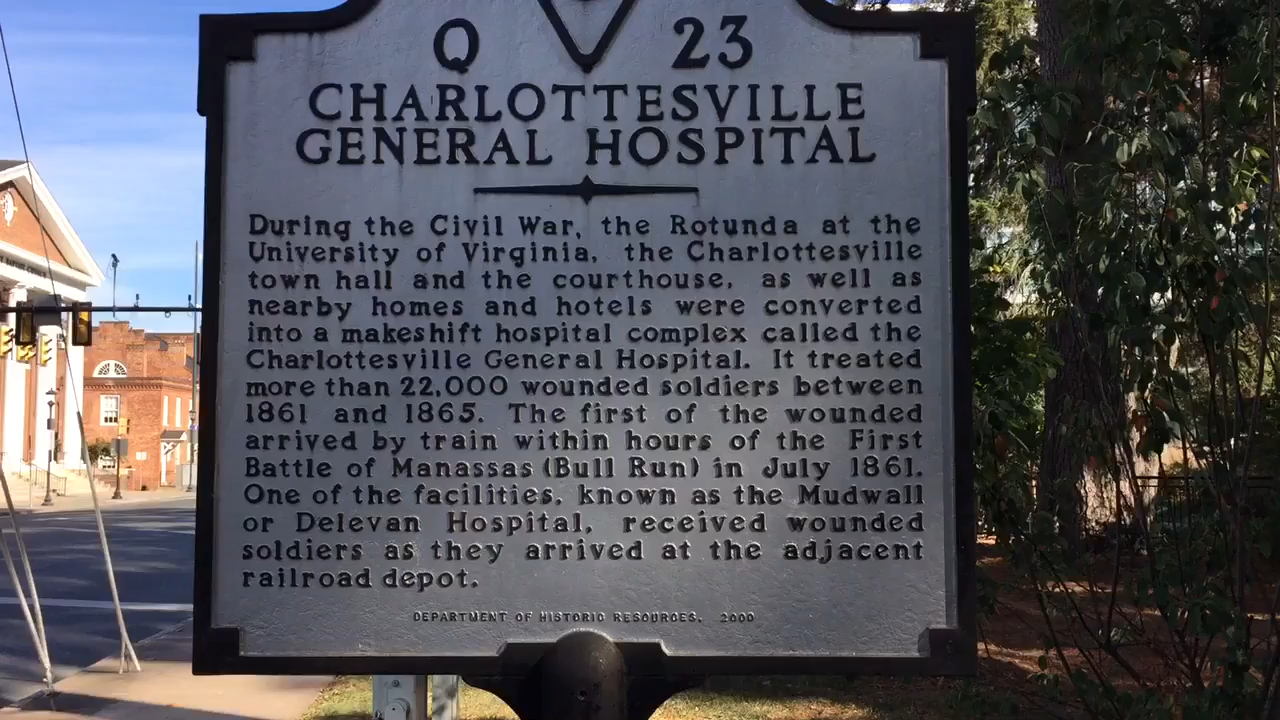 Q 23
CHARLOTTESVILLE
GENERAL HOSPITAL
During the Civil War, the Rotunda at the
University of Virginia, the Charlottesville
town hall and the courthouse, as well as
nearby homes and hotels were converted
into a makeshift hospital complex called the
Charlottesville General Hospital. It treated
more than 22,000 wounded soldiers between
1861 and 1865. The first of the wounded
arrived by train within hours of the First
Battle of Manassas (Bull Run) in July 1861.
One of the facilities, known as the Mudwall
or Delevan Hospital, received wounded
soldiers as they arrived at the adjacent
railroad depot.
DEPARTMENT OF HISTORIC RESOURCES, 2000